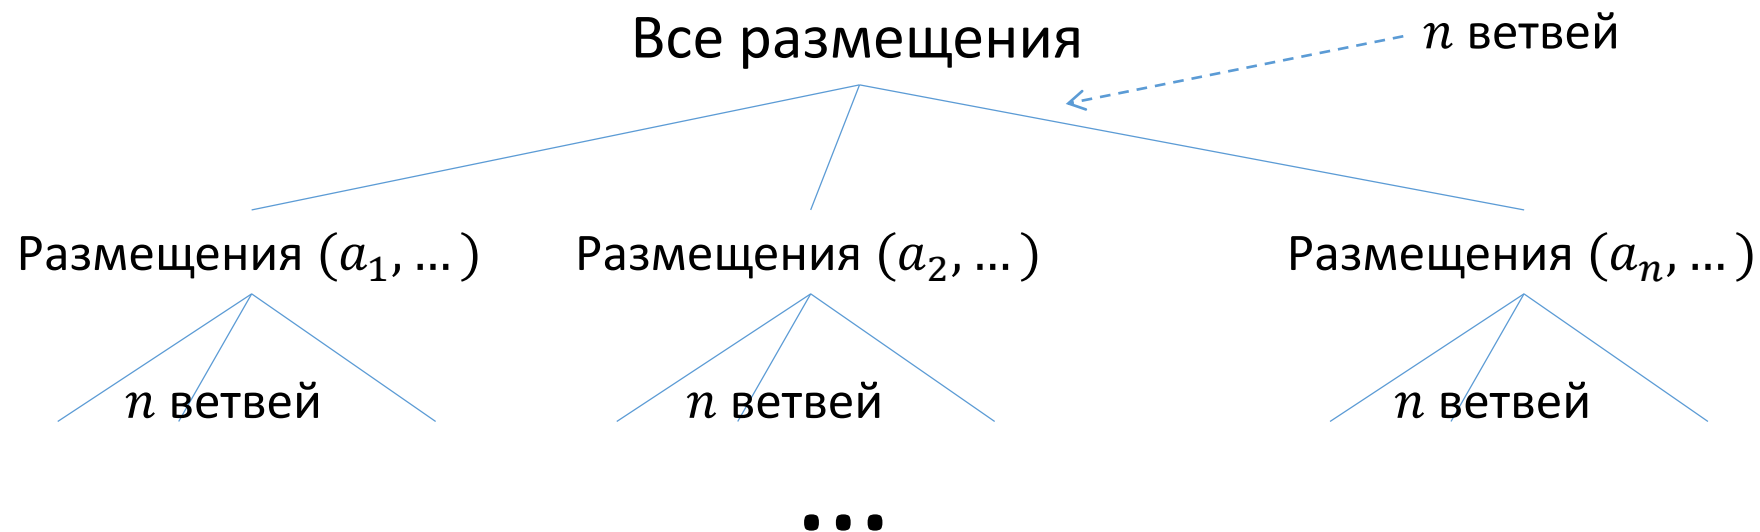 Все размещения
n ветвей
Размещения (a₁, … )
Размещения (a₂, … )
Размещения (aₙ, … )
n ветвей
n ветвей
n ветвей
…